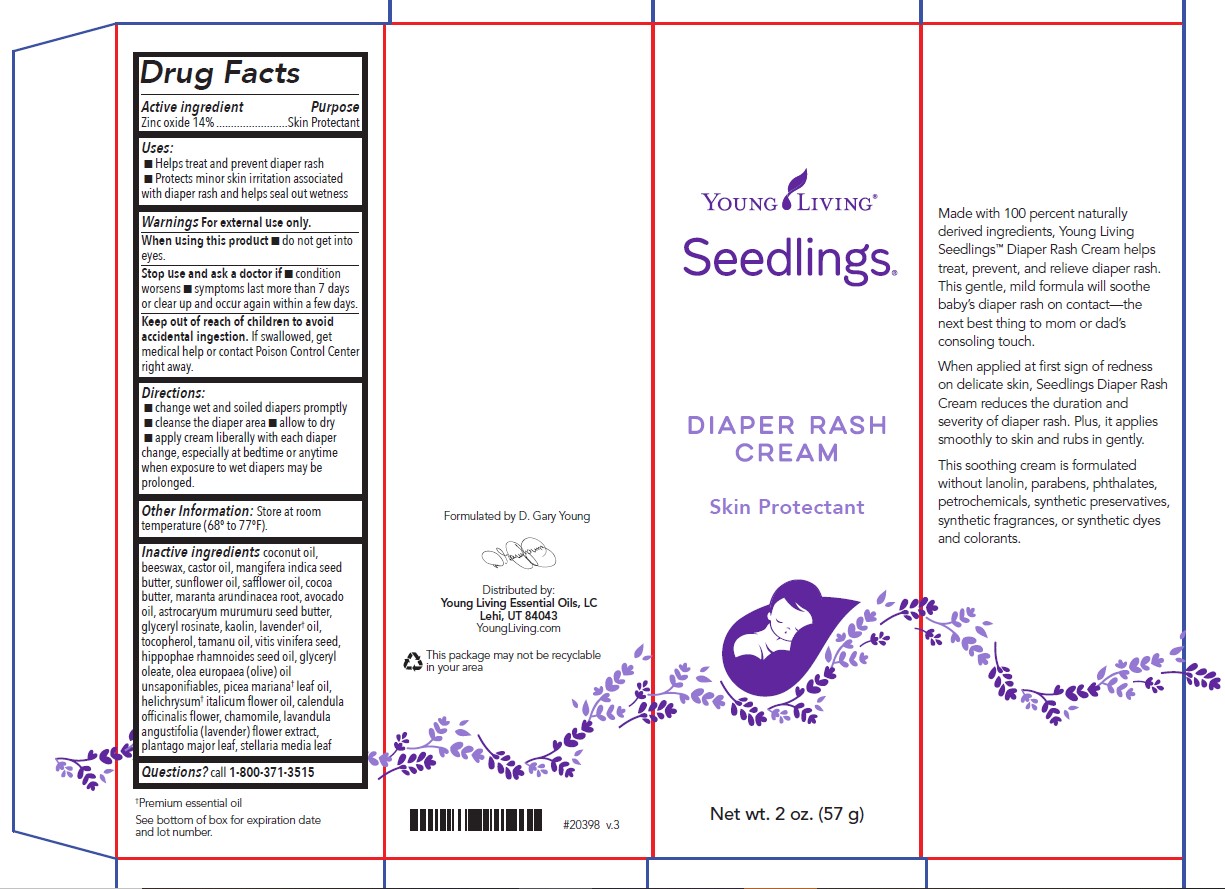 Drug Facts
Active ingredient Purpose
Zinc oxide 14% ........................Skin Protectant
Uses:
■ Helps treat and prevent diaper rash
■ Protects minor skin irritation associated
with diaper rash and helps seal out wetness
Warnings For external use only.
When using this product ■ do not get into
eyes.
Stop use and ask a doctor if ■ condition
worsens ■ symptoms last more than 7 days
or clear up and occur again within a few days.
Keep out of reach of children to avoid
accidental ingestion. If swallowed, get
medical help or contact Poison Control Center
right away.
Directions:
■ change wet and soiled diapers promptly
■ cleanse the diaper area ■ allow to dry
■ apply cream liberally with each diaper
change, especially at bedtime or anytime
when exposure to wet diapers may be
prolonged.
Other Information: Store at room
temperature (68º to 77ºF).
Inactive ingredients coconut oil,
beeswax, castor oil, mangifera indica seed
butter, sunflower oil, safflower oil, cocoa
butter, maranta arundinacea root, avocado
oil, astrocaryum murumuru seed butter,
glyceryl rosinate, kaolin, lavender† oil,
tocopherol, tamanu oil, vitis vinifera seed,
hippophae rhamnoides seed oil, glyceryl
oleate, olea europaea (olive) oil
unsaponifiables, picea mariana† leaf oil,
helichrysum† italicum flower oil, calendula
officinalis flower, chamomile, lavandula
angustifolia (lavender) flower extract,
plantago major leaf, stellaria media leaf
Questions? call 1-800-371-3515
†Premium essential oil
See bottom of box for expiration date
and lot number.
Formulated by D. Gary Young
Distributed by:
Young Living Essential Oils, LC
Lehi, UT 84043
YoungLiving.com
This package may not be recyclable
in your area
#20398 v.3
YOUNG LIVING®
Seedlings®
DIAPER RASH
CREAM
Skin Protectant
Net wt. 2 oz. (57 g)
Made with 100 percent naturally
derived ingredients, Young Living
Seedlings™ Diaper Rash Cream helps
treat, prevent, and relieve diaper rash.
This gentle, mild formula will soothe
baby’s diaper rash on contact—the
next best thing to mom or dad’s
consoling touch.
When applied at first sign of redness
on delicate skin, Seedlings Diaper Rash
Cream reduces the duration and
severity of diaper rash. Plus, it applies
smoothly to skin and rubs in gently.
This soothing cream is formulated
without lanolin, parabens, phthalates,
petrochemicals, synthetic preservatives,
synthetic fragrances, or synthetic dyes
and colorants.